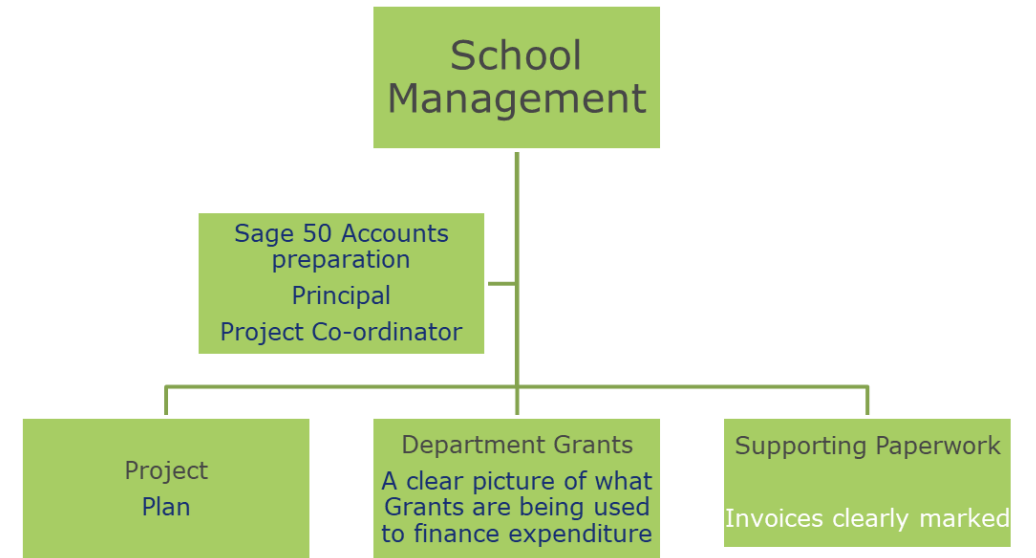 School
Management
Sage 50 Accounts
preparation
Principal
Project Co-ordinator
Project
Plan
Department Grants
A clear picture of what
Grants are being used
to finance expenditure
Supporting Paperwork
Invoices clearly marked